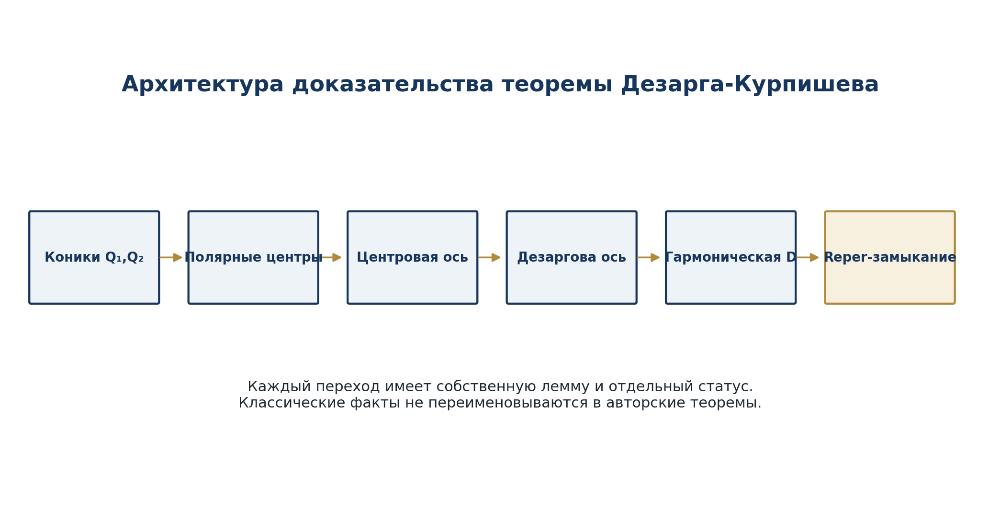 Архитектура доказательства теоремы Дезарга-Курпишева
Коники Q₁,Q₂
Полярные центры
Центровая ось
Дезаргова ось
Гармоническая D
Reper-замыкание
Каждый переход имеет собственную лемму и отдельный статус.
Классические факты не переименовываются в авторские теоремы.